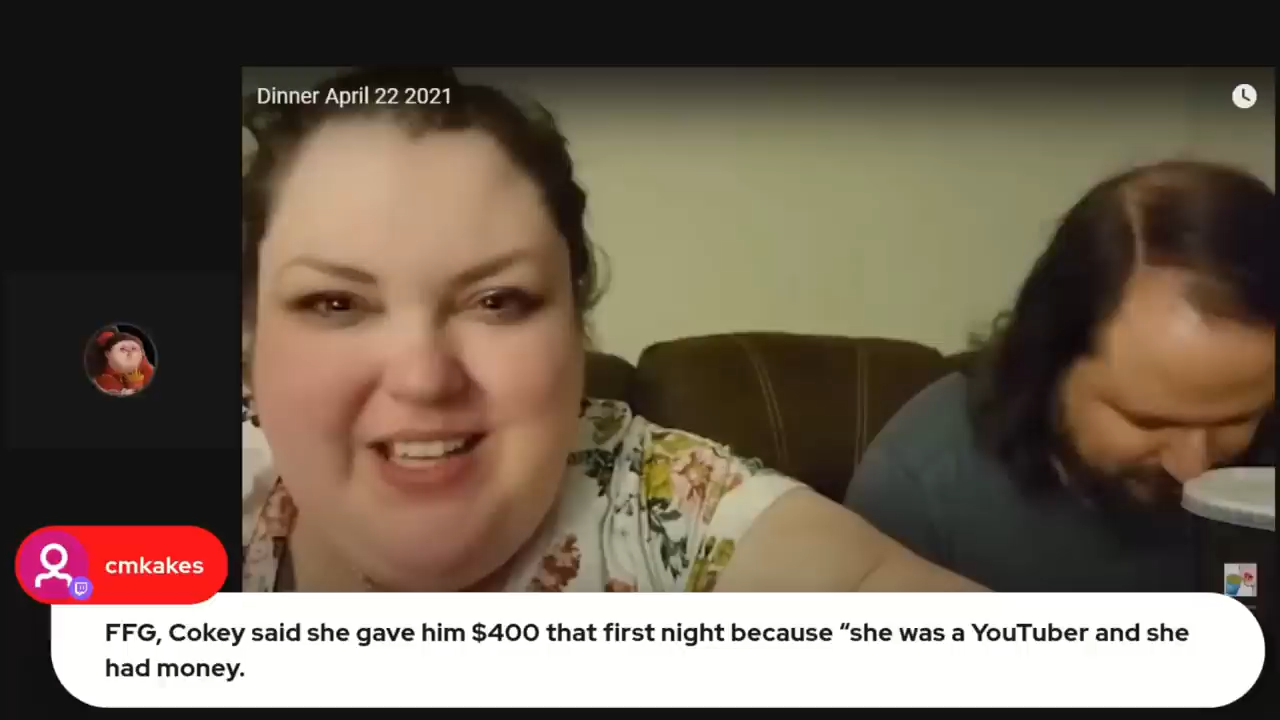 Dinner April 22 2021
cmkakes
FFG, Cokey said she gave him $400 that first night because “she was a YouTuber and she
had money.